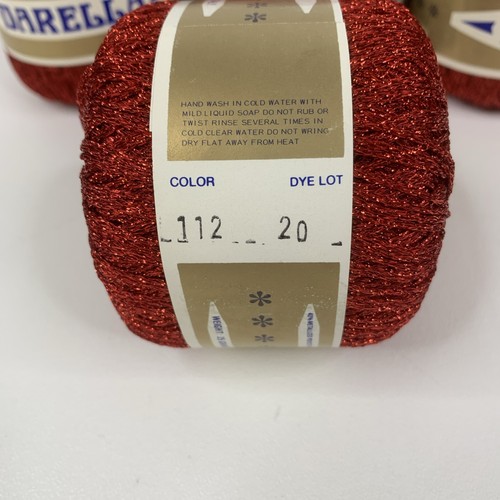 DARELLA
HAND WASH IN COLD WATER WITH
MILD LIQUID SOAP DO NOT RUB OR
TWIST RINSE SEVERAL TIMES IN
COLD CLEAR WATER DO NOT WRING
DRY FLAT AWAY FROM HEAT
COLOR DYE LOT
112 20
WEIGHT